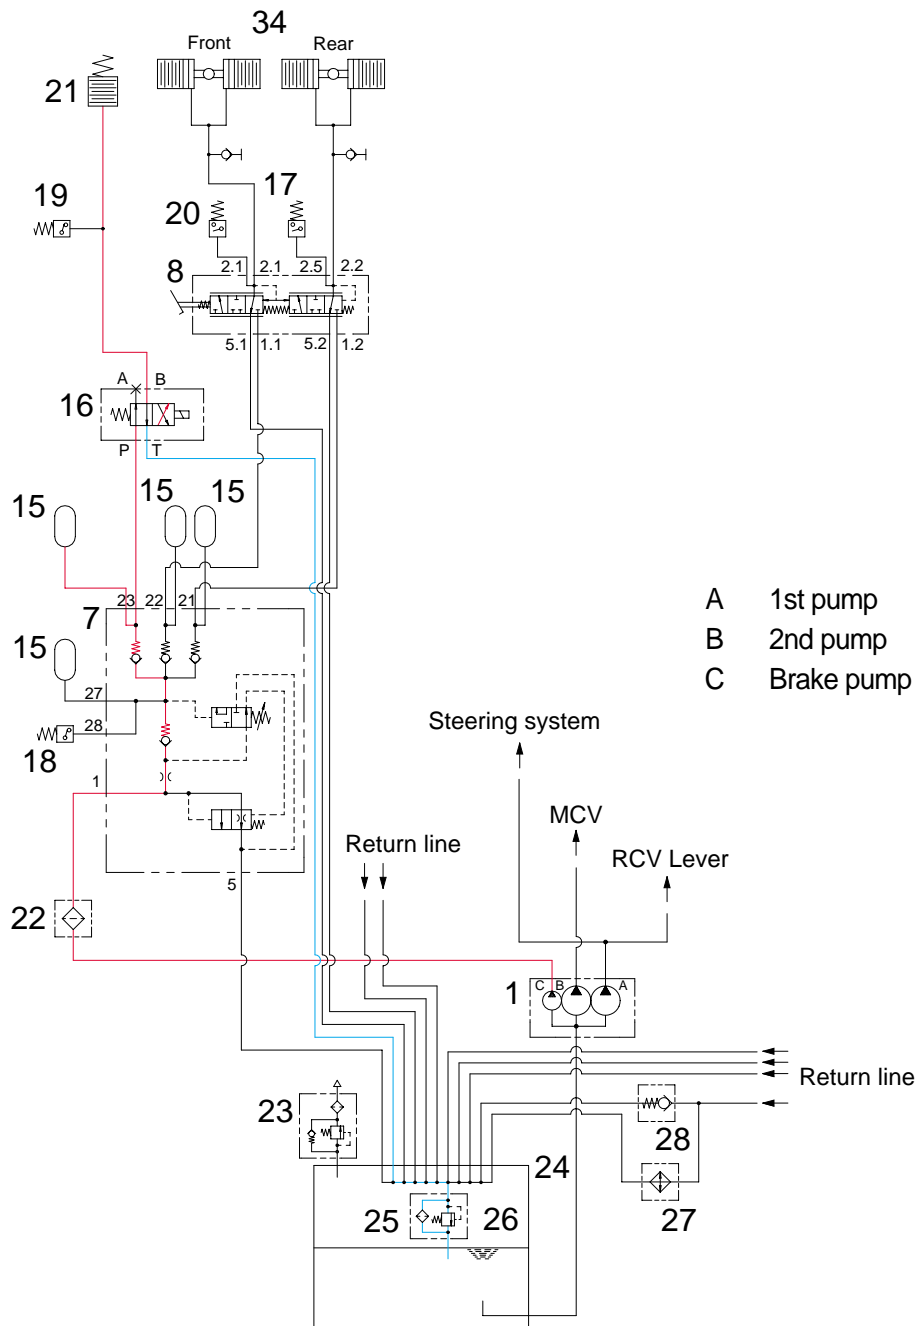 34
Front Rear
21
19
20 17
2.1 2.1 2.5 2.2
8
5.1 1.1 5.2 1.2
A B
16
P T
15 15 15
23 22 21
7
15
27
28
18
1
5
22
A 1st pump
B 2nd pump
C Brake pump
Steering system
MCV
RCV Lever
Return line
1
C B A
Return line
23
28
24
27
25 26